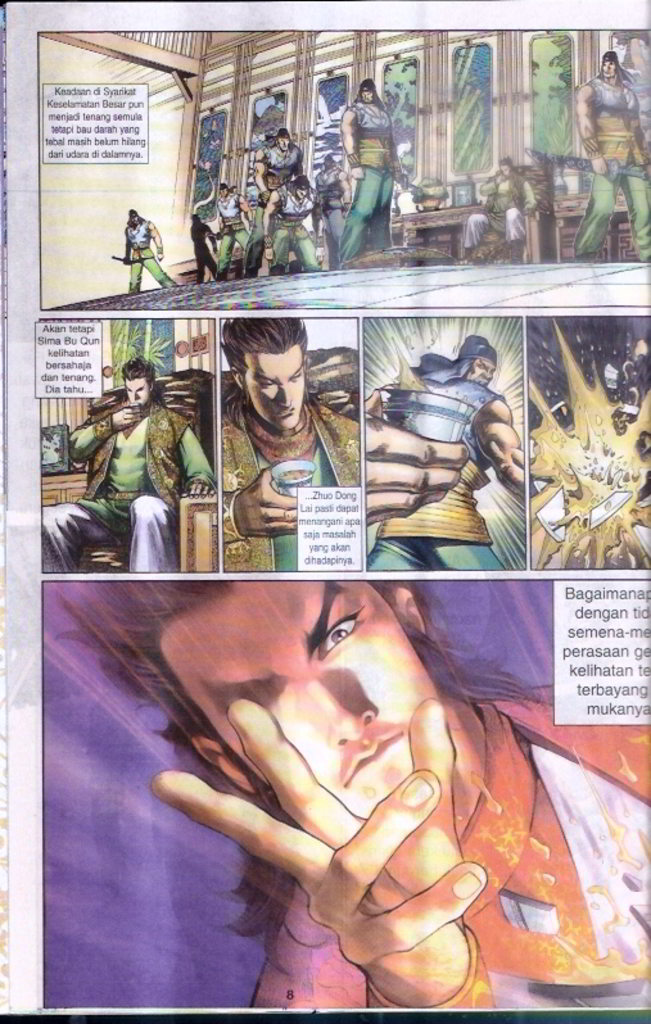 Keadaan di Syarikat
Keselamatan Besar pun
menjadi tenang semula
tetapi bau darah yang
tebal masih belum hilang
dari udara di dalamnya.
Akan tetapi
Sima Bu Qun
kelihatan
bersahaja
dan tenang.
Dia tahu...
...Zhuo Dong
Lai pasti dapat
menangani apa
saja masalah
yang akan
dihadapinya.
Bagaimanap
dengan tid
semena-me
perasaan ge
kelihatan te
terbayang
mukanya
8